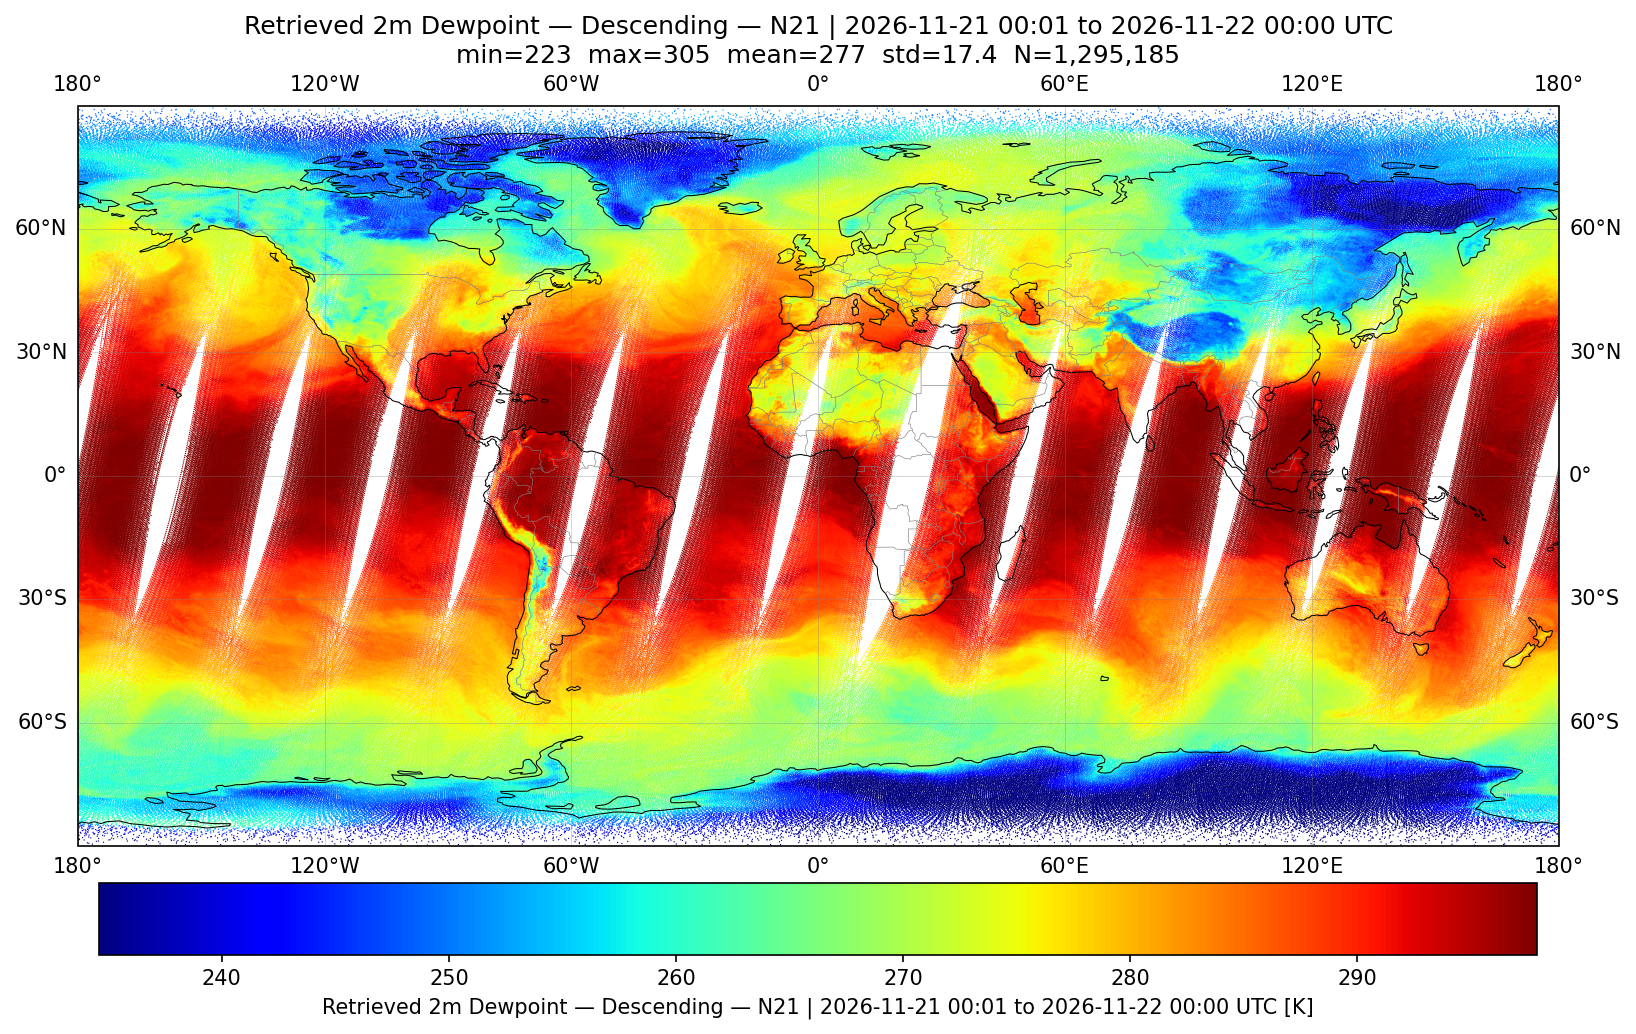 Retrieved 2m Dewpoint — Descending — N21 | 2026-11-21 00:01 to 2026-11-22 00:00 UTC
min=223  max=305  mean=277  std=17.4  N=1,295,185
180° 120°W 60°W 0° 60°E 120°E 180°
60°N 60°N
30°N 30°N
0° 0°
30°S 30°S
60°S 60°S
180° 120°W 60°W 0° 60°E 120°E 180°
240 250 260 270 280 290
Retrieved 2m Dewpoint — Descending — N21 | 2026-11-21 00:01 to 2026-11-22 00:00 UTC [K]